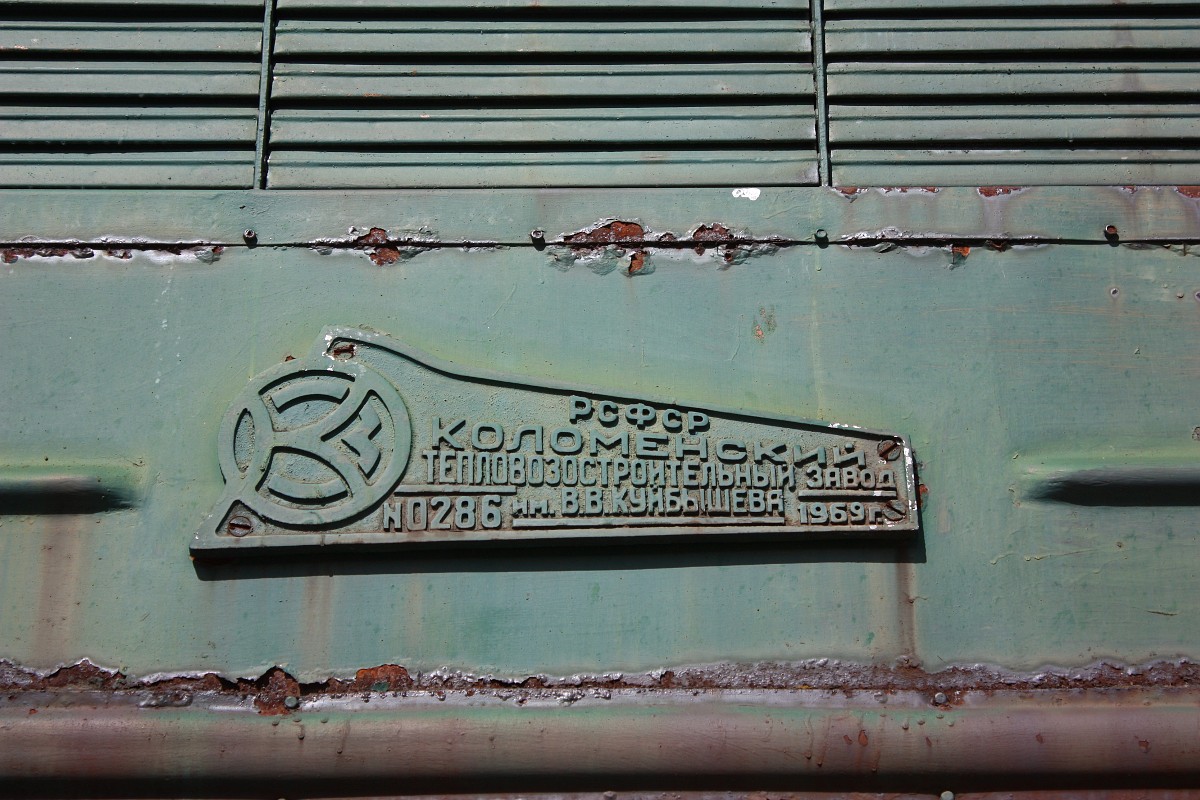 РСФСР
КОЛОМЕНСКИЙ
ТЕПЛОВОЗОСТРОИТЕЛЬНЫЙ ЗАВОД
им. В.В. КУЙБЫШЕВА
N0286
1969г.